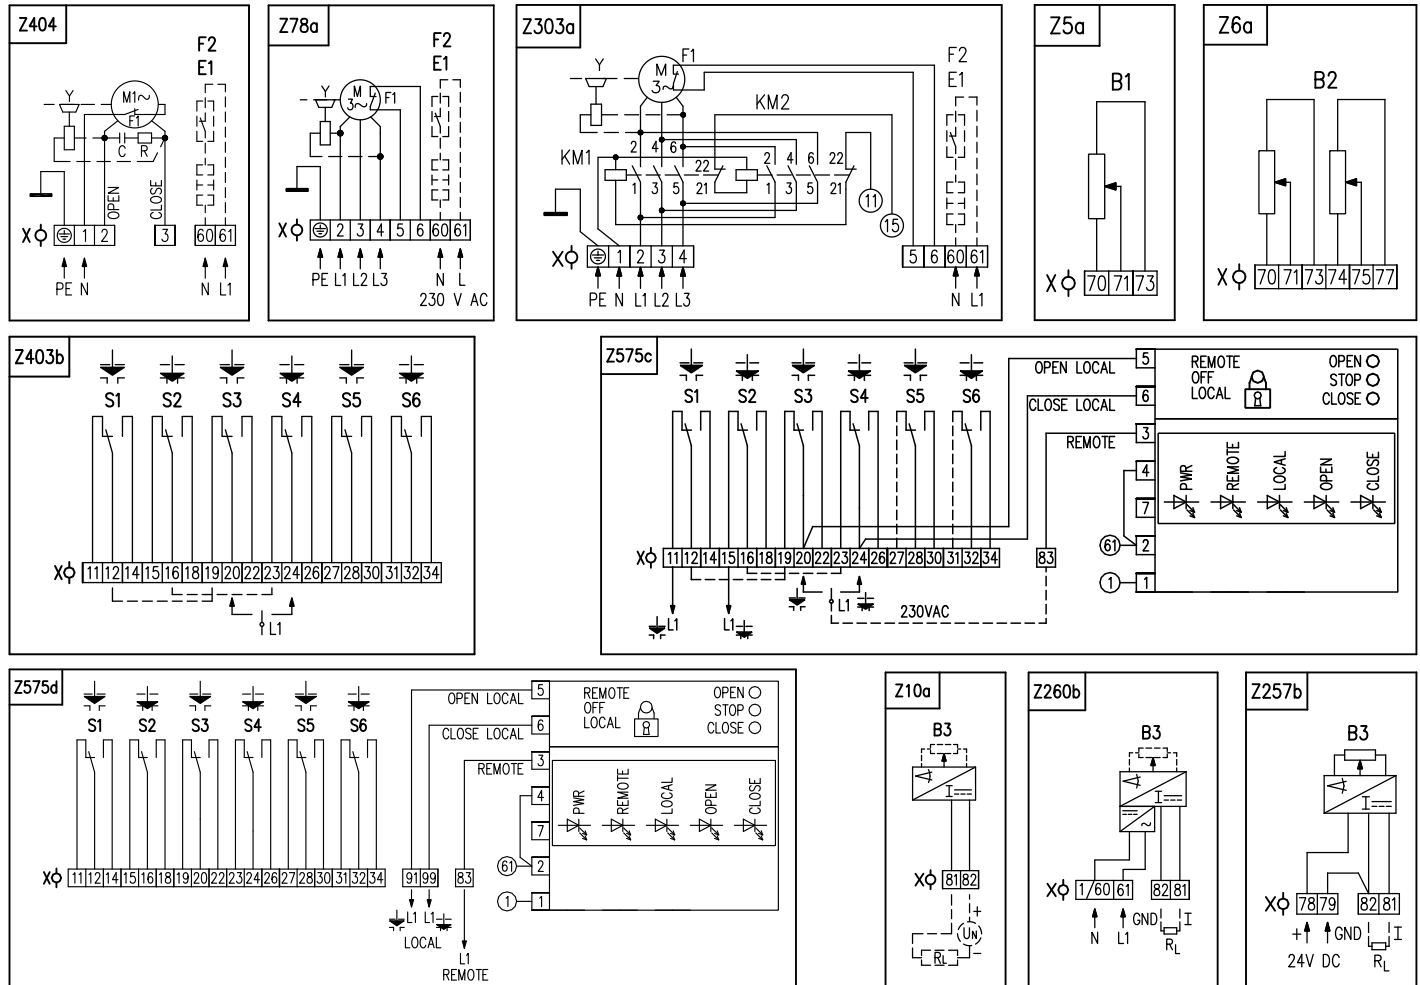 Z404
F2
E1
Y
M1~
F1
C R
OPEN
CLOSE
X 1 2 3 60 61
PE N N L1
Z78a
F2
E1
Y
M
3~
F1
X 2 3 4 5 6 60 61
PE L1 L2 L3 N L
230 V AC
Z303a
F1
F2
E1
Y
M
3~
KM2
KM1
2 4 6 22
1 3 5 21
2 4 6 22
1 3 5 21
11
15
X 1 2 3 4 5 6 60 61
PE N L1 L2 L3 N L1
Z5a
B1
X 70 71 73
Z6a
B2
X 70 71 73 74 75 77
Z403b
S1 S2 S3 S4 S5 S6
X 11 12 14 15 16 18 19 20 22 23 24 26 27 28 30 31 32 34
L1
Z575c
S1 S2 S3 S4 S5 S6
X 11 12 14 15 16 18 19 20 22 23 24 26 27 28 30 31 32 34 83
L1 L1 L1
230VAC
OPEN LOCAL
CLOSE LOCAL
REMOTE
5
6
3
4
7
2
1
61
1
REMOTE
OFF
LOCAL
OPEN
STOP
CLOSE
PWR
REMOTE
LOCAL
OPEN
CLOSE
Z575d
S1 S2 S3 S4 S5 S6
X 11 12 14 15 16 18 19 20 22 23 24 26 27 28 30 31 32 34 91 99 83
L1 L1
LOCAL
L1
REMOTE
OPEN LOCAL
CLOSE LOCAL
REMOTE
5
6
3
4
7
2
1
61
1
REMOTE
OFF
LOCAL
OPEN
STOP
CLOSE
PWR
REMOTE
LOCAL
OPEN
CLOSE
Z10a
B3
I
X 81 82
+
UN
−
RL
Z260b
B3
I
~
X 1/60 61 82 81
N L1 GND I
RL
Z257b
B3
I
X 78 79 82 81
+ GND I
24V DC RL